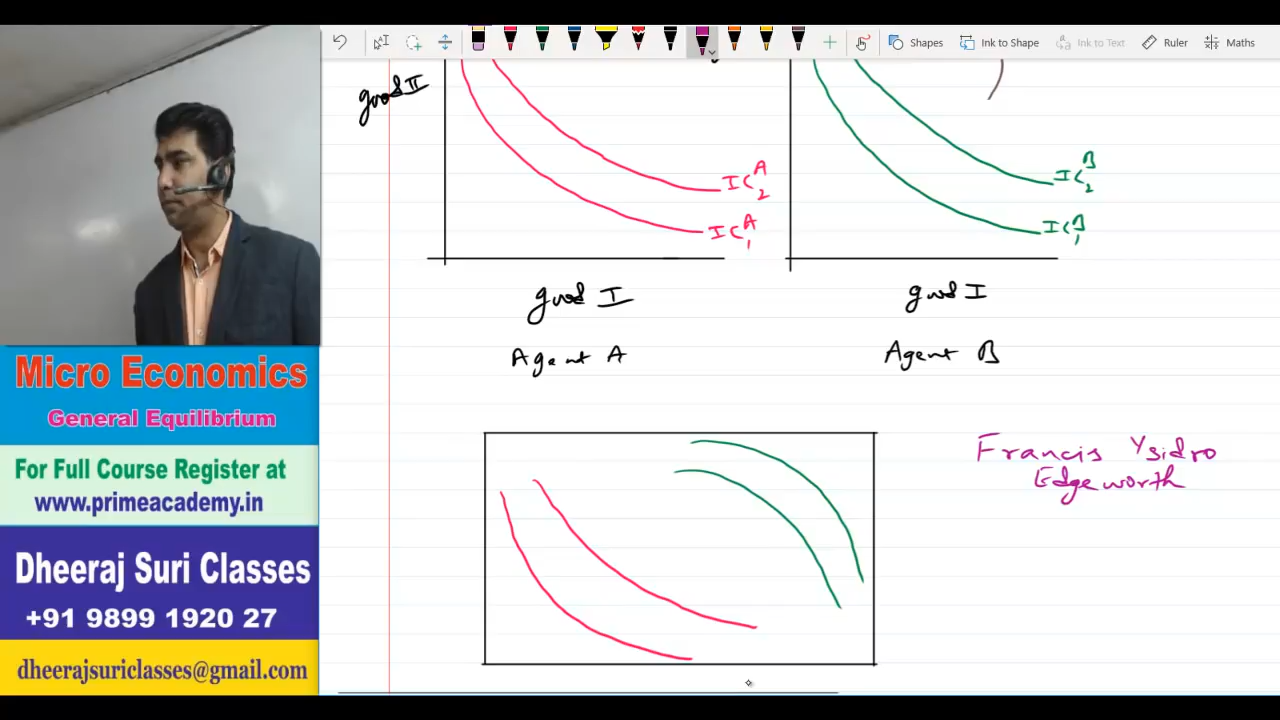 Shapes
Ink to Shape
Ink to Text
Ruler
Maths
good II
IC₂ᴬ
IC₁ᴬ
IC₂ᴮ
IC₁ᴮ
good I
good I
Agent A
Agent B
Francis Ysidro
Edgeworth
Micro Economics
General Equilibrium
For Full Course Register at
www.primeacademy.in
Dheeraj Suri Classes
+91 9899 1920 27
dheerajsuriclasses@gmail.com